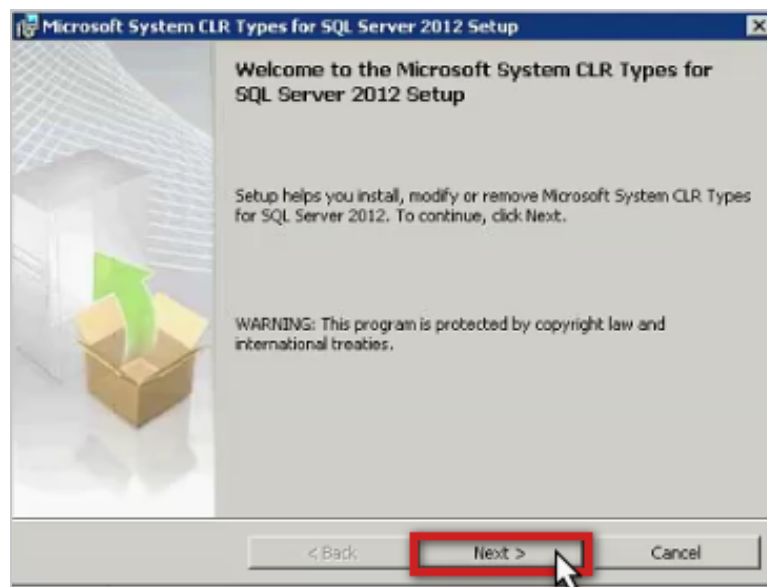 Microsoft System CLR Types for SQL Server 2012 Setup
Welcome to the Microsoft System CLR Types for
SQL Server 2012 Setup
Setup helps you install, modify or remove Microsoft System CLR Types
for SQL Server 2012. To continue, click Next.
WARNING: This program is protected by copyright law and
international treaties.
< Back
Next >
Cancel